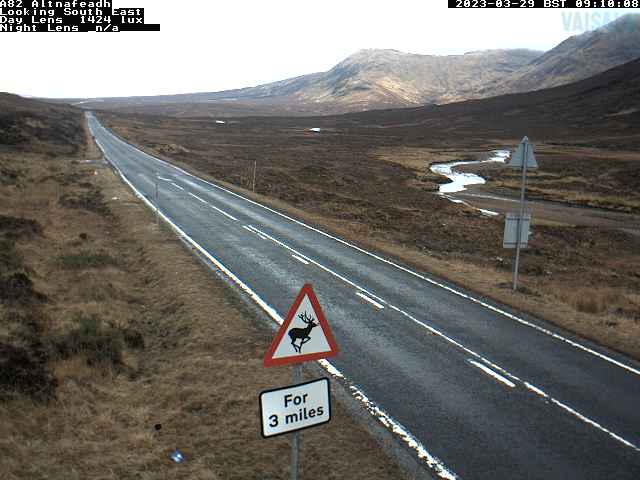 A82 Altnafeadh
2023-03-29 BST 09:10:08
Looking South East
Day Lens 1424 lux
Night Lens n/a
VAISALA
For
3 miles